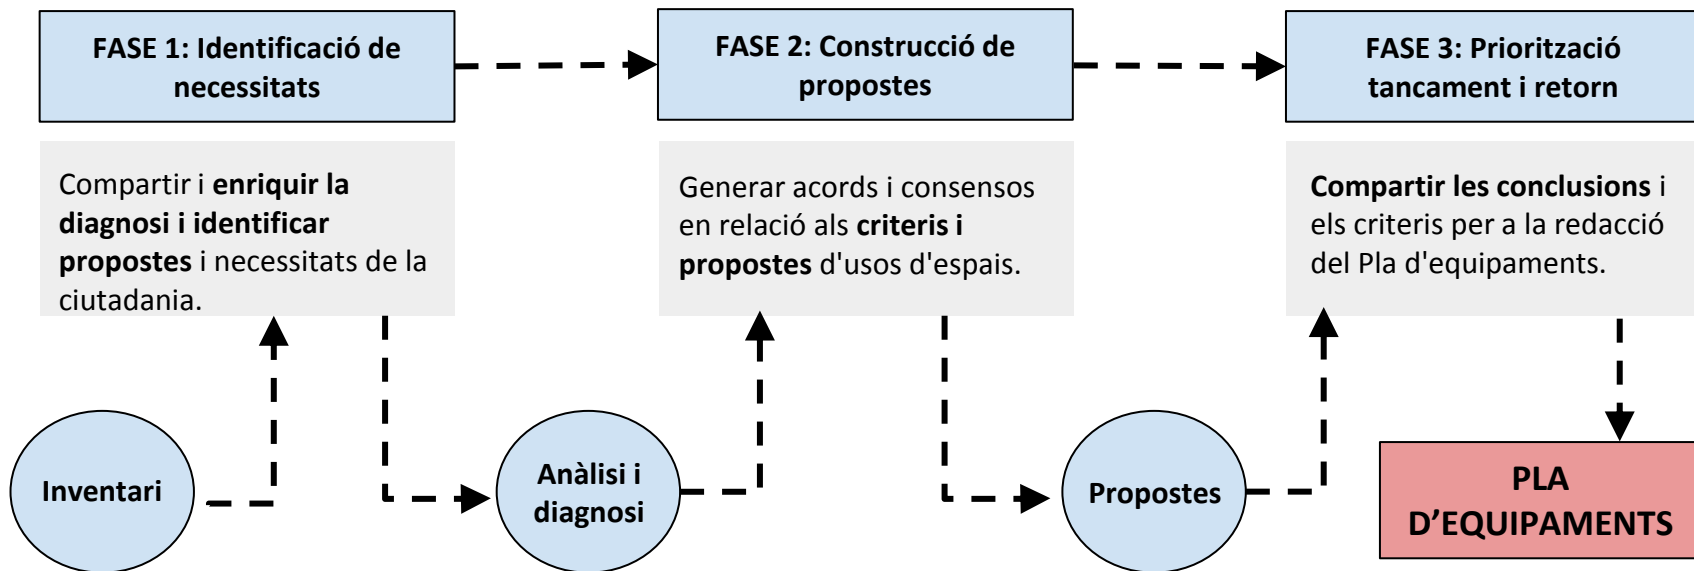 FASE 1: Identificació de
necessitats
FASE 2: Construcció de
propostes
FASE 3: Priorització
tancament i retorn
Compartir i enriquir la
diagnosi i identificar
propostes i necessitats de la
ciutadania.
Generar acords i consensos
en relació als criteris i
propostes d'usos d'espais.
Compartir les conclusions i
els criteris per a la redacció
del Pla d'equipaments.
Inventari
Anàlisi i
diagnosi
Propostes
PLA
D’EQUIPAMENTS